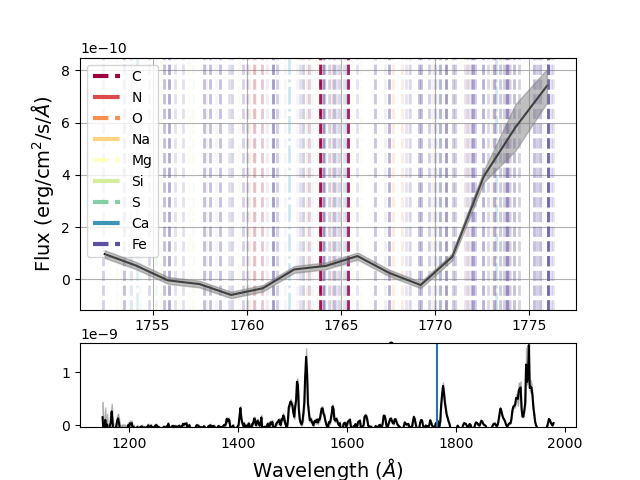 1e−10
8
6
4
2
0
Flux (erg/cm²/s/Å)
C
N
O
Na
Mg
Si
S
Ca
Fe
1755 1760 1765 1770 1775
1e−9
1
0
1200 1400 1600 1800 2000
Wavelength (Å)